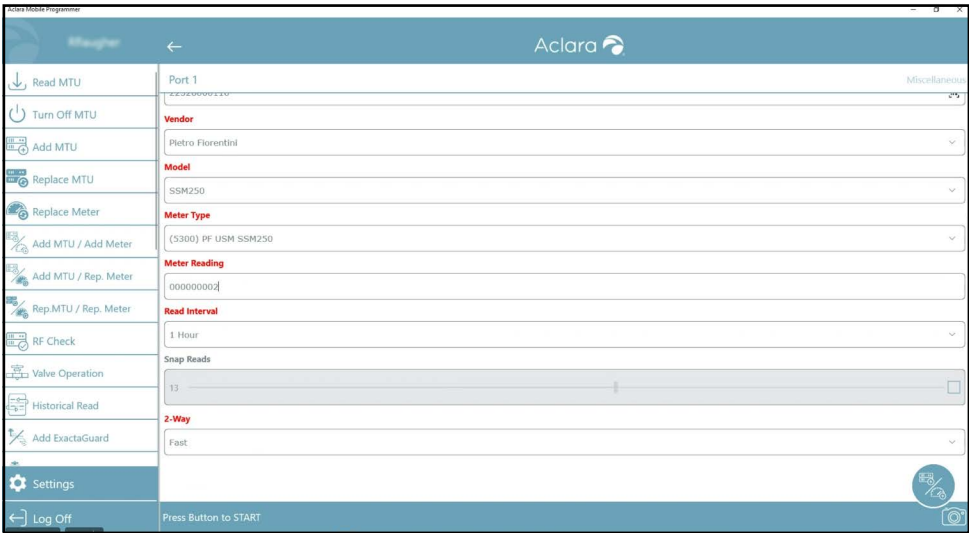 Aclara Mobile Programmer
Aclara
Read MTU
Turn Off MTU
Add MTU
Replace MTU
Replace Meter
Add MTU / Add Meter
Add MTU / Rep. Meter
Rep.MTU / Rep. Meter
RF Check
Valve Operation
Historical Read
Add ExactaGuard
Settings
Log Off
Port 1
Miscellaneous
Vendor
Pietro Fiorentini
Model
SSM250
Meter Type
(5300) PF USM SSM250
Meter Reading
000000002
Read Interval
1 Hour
Snap Reads
13
2-Way
Fast
Press Button to START